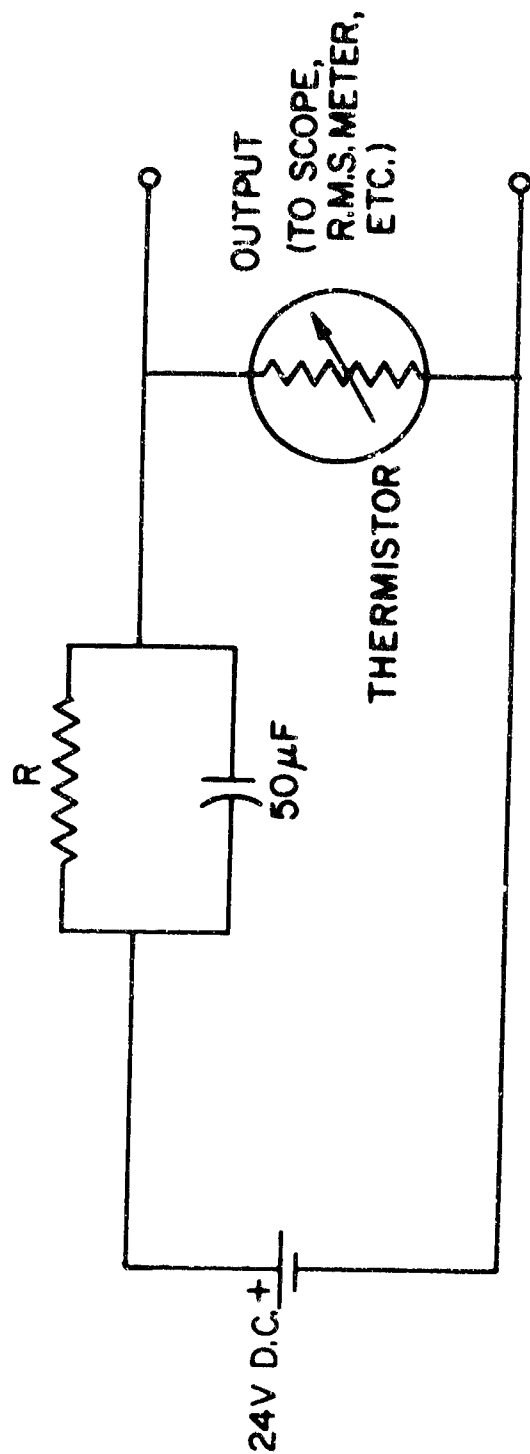 R
50µF
24V D.C.+
THERMISTOR
OUTPUT
(TO SCOPE,
R.M.S. METER,
ETC.)